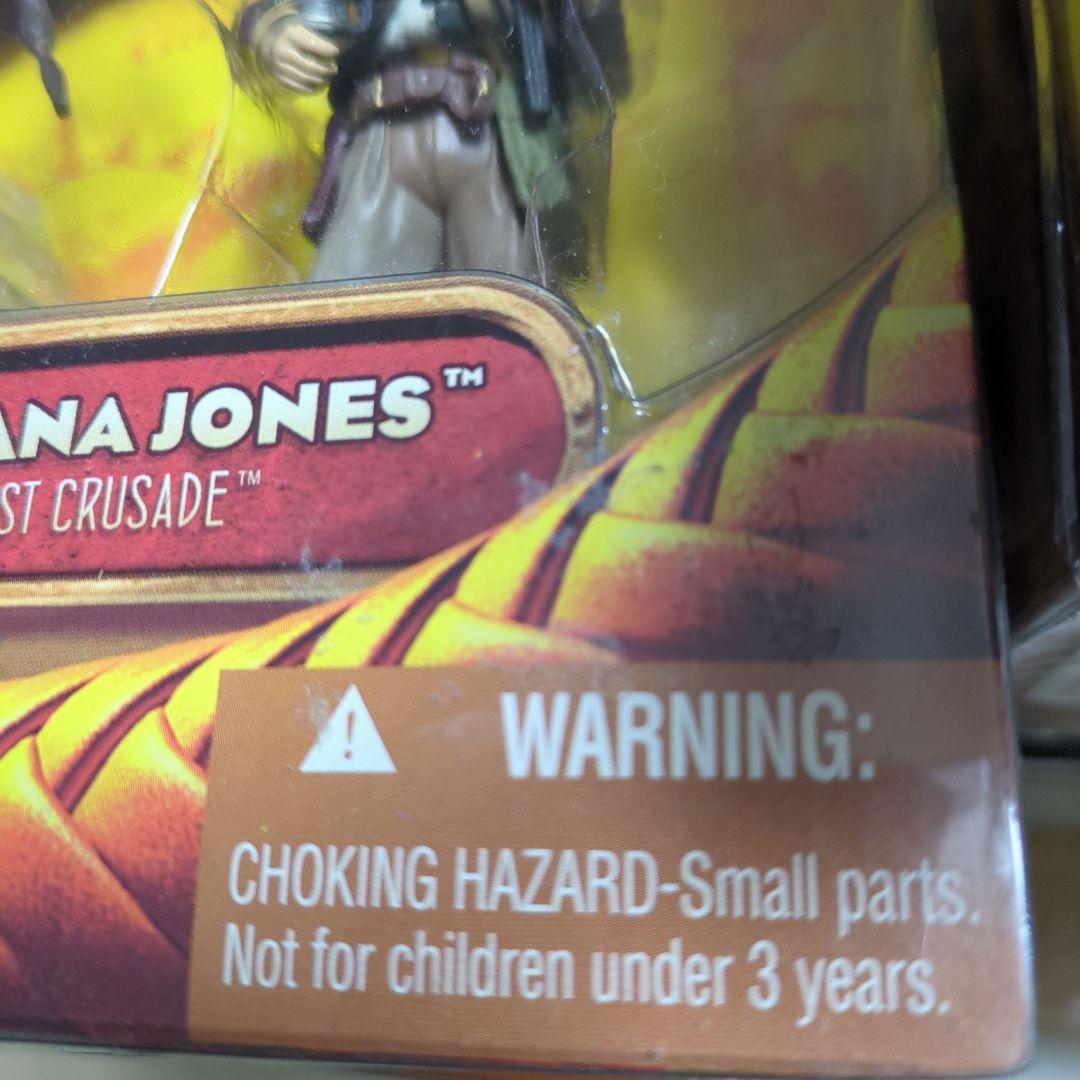 ANA JONES™
ST CRUSADE™
WARNING:
CHOKING HAZARD-Small parts.
Not for children under 3 years.